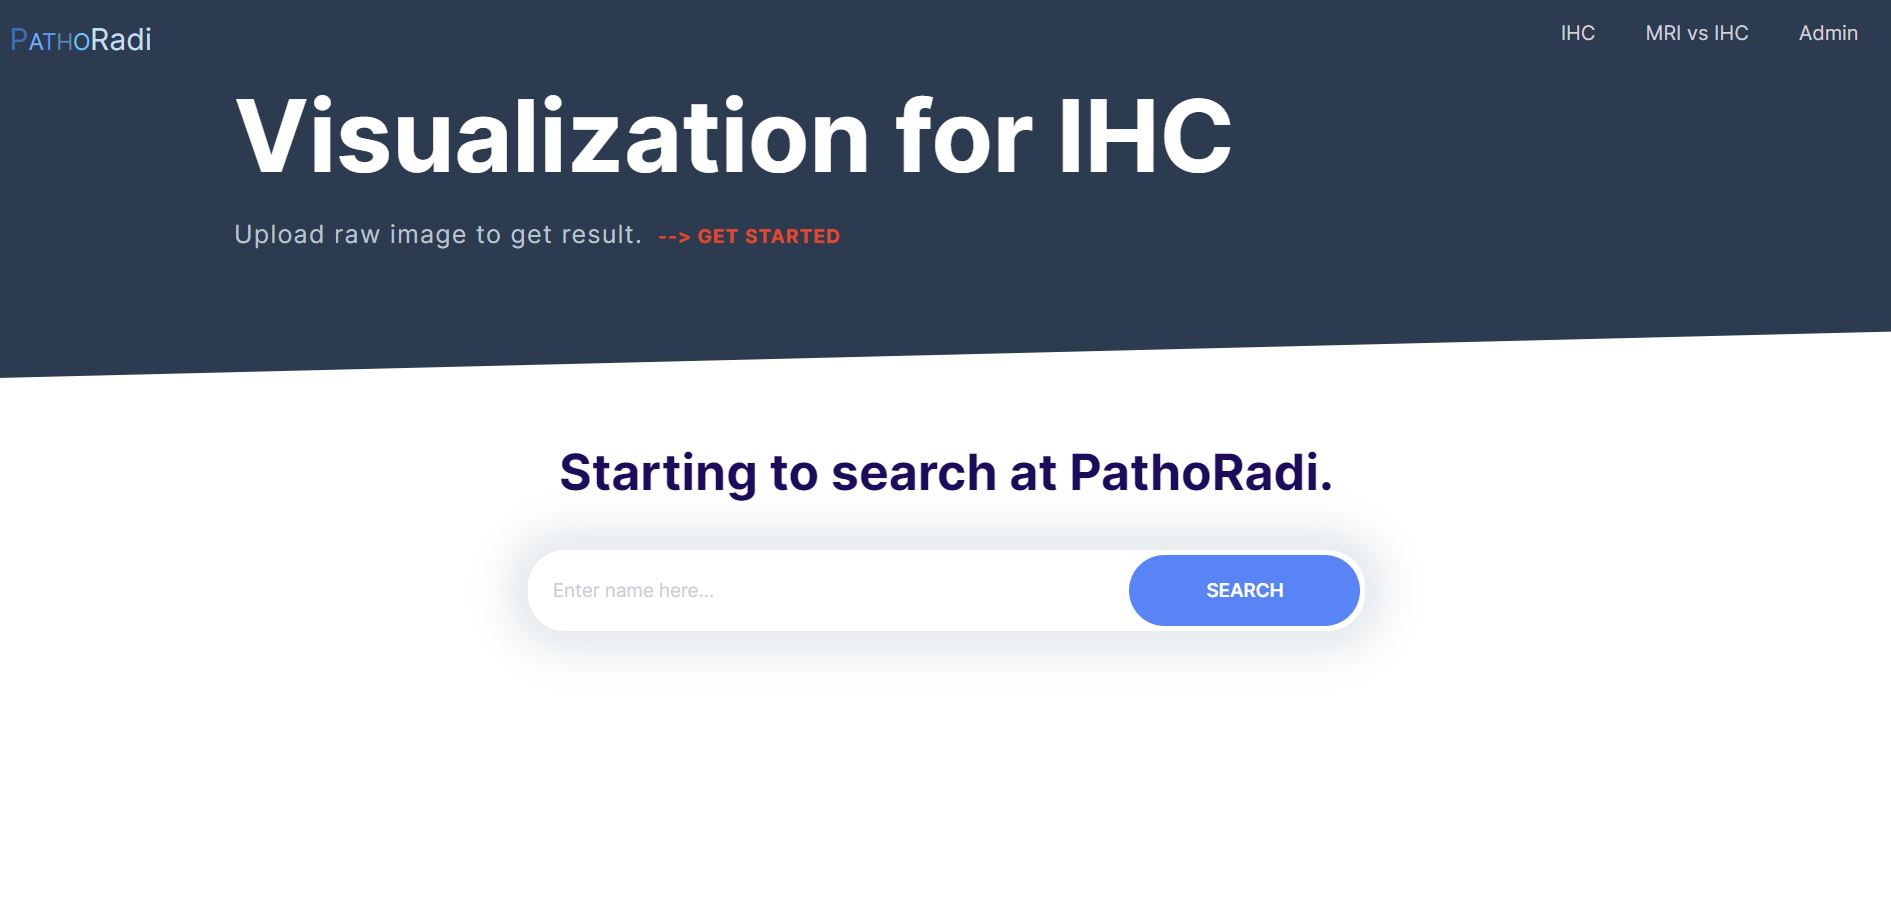 PATHORadi
IHC
MRI vs IHC
Admin
Visualization for IHC
Upload raw image to get result. --> GET STARTED
Starting to search at PathoRadi.
Enter name here...
SEARCH